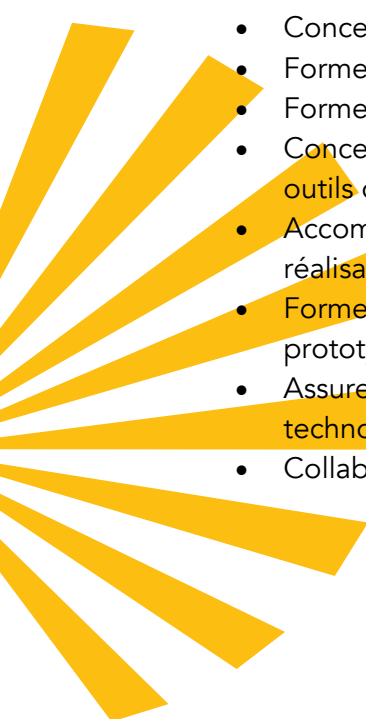 • Conce
• Forme
• Forme
• Conce
outils
• Accom
réalisa
• Forme
protot
• Assure
techno
• Collab